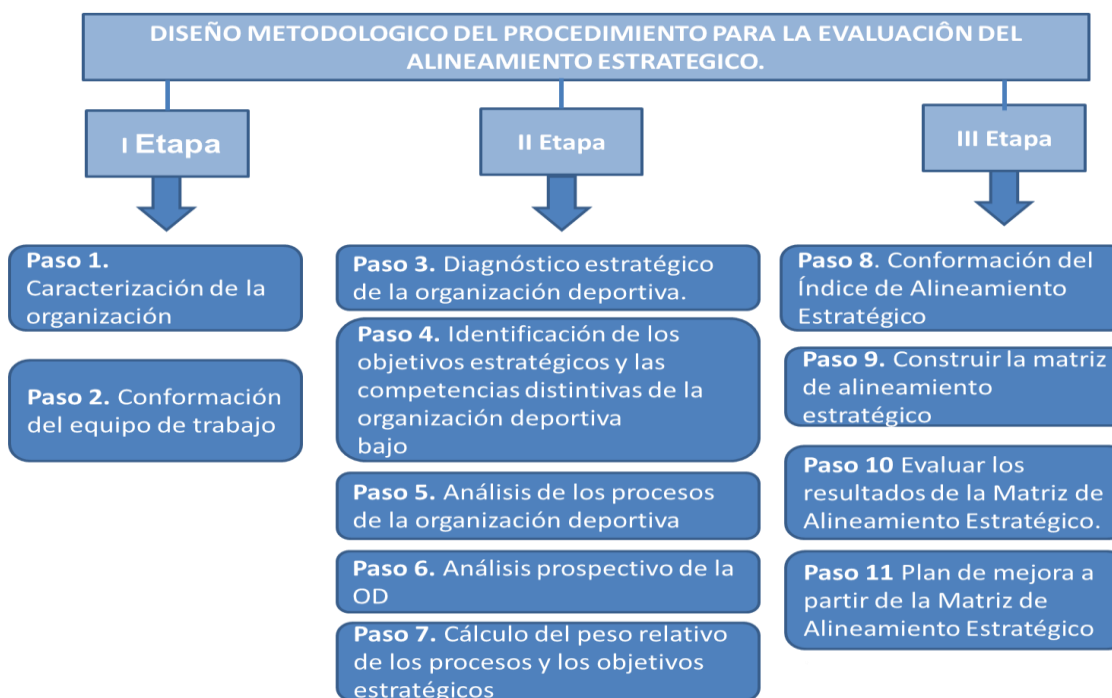 DISEÑO METODOLOGICO DEL PROCEDIMIENTO PARA LA EVALUACIÔN DEL
ALINEAMIENTO ESTRATEGICO.
I Etapa
Paso 1.
Caracterización de la
organización
Paso 2. Conformación
del equipo de trabajo
II Etapa
Paso 3. Diagnóstico estratégico
de la organización deportiva.
Paso 4. Identificación de los
objetivos estratégicos y las
competencias distintivas de la
organización deportiva
bajo
Paso 5. Análisis de los procesos
de la organización deportiva
Paso 6. Análisis prospectivo de la
OD
Paso 7. Cálculo del peso relativo
de los procesos y los objetivos
estratégicos
III Etapa
Paso 8. Conformación del
Índice de Alineamiento
Estratégico
Paso 9. Construir la matriz
de alineamiento
estratégico
Paso 10 Evaluar los
resultados de la Matriz de
Alineamiento Estratégico.
Paso 11 Plan de mejora a
partir de la Matriz de
Alineamiento Estratégico